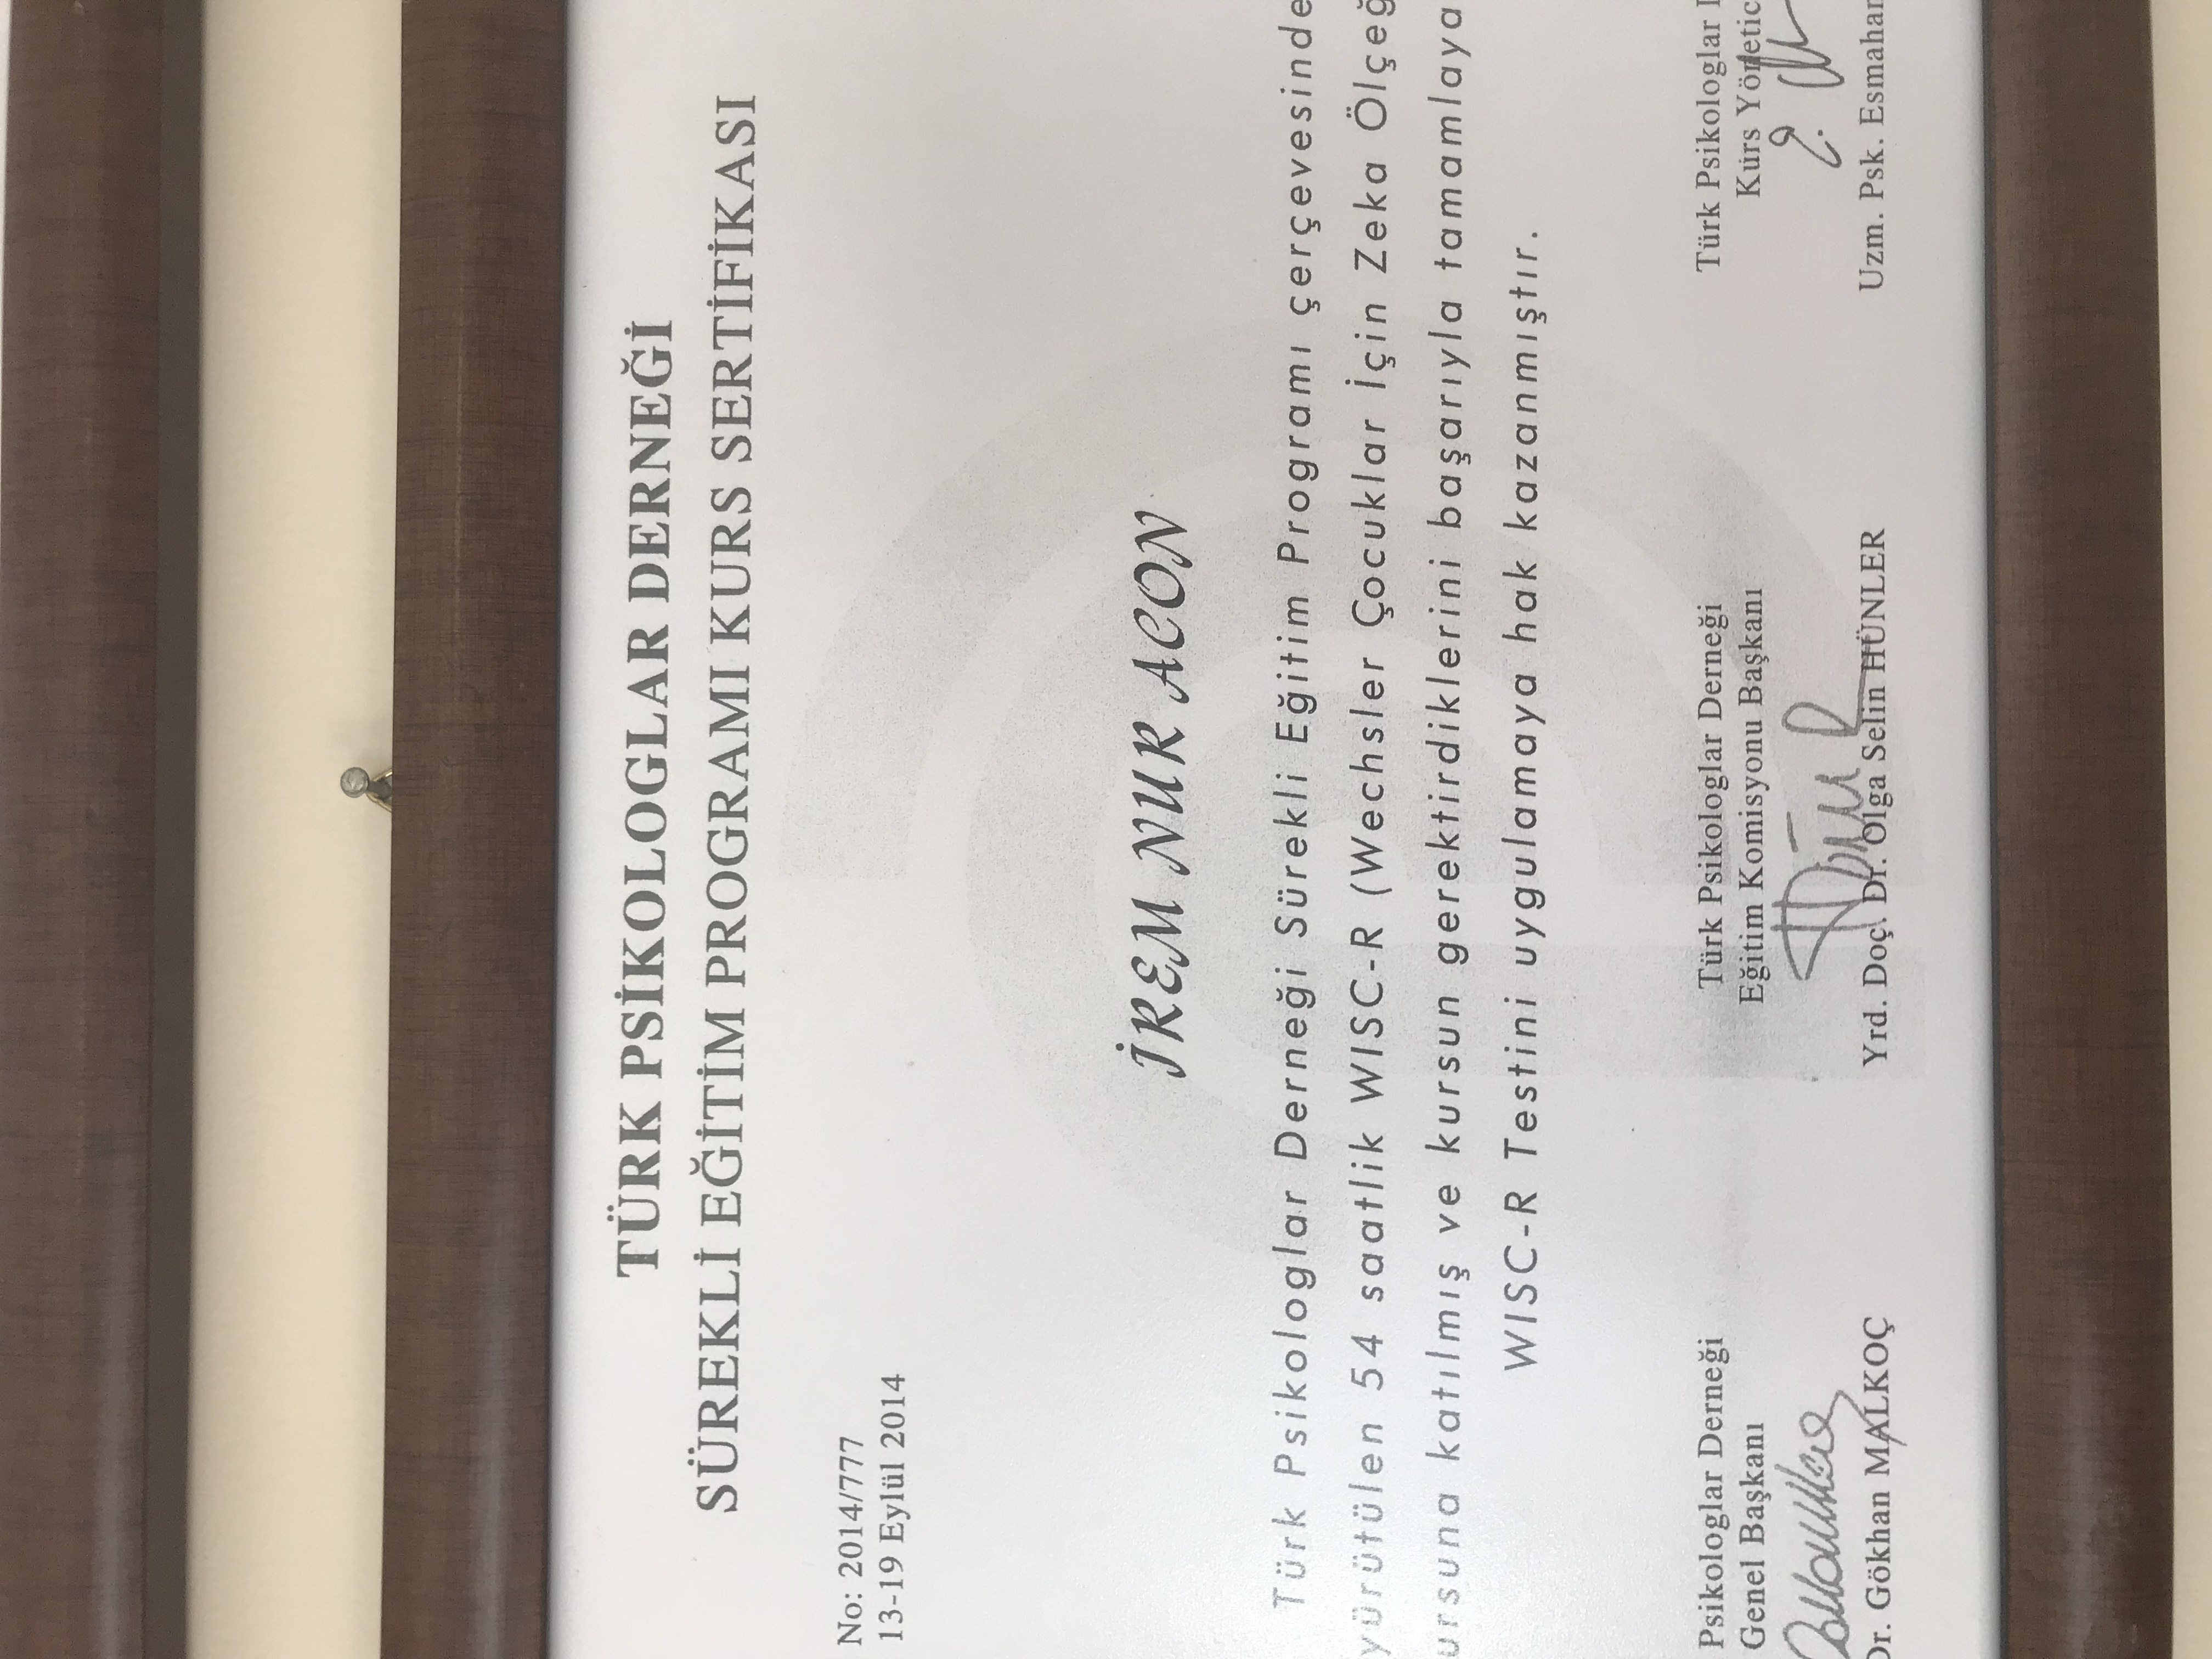 TÜRK PSİKOLOGLAR DERNEĞİ
SÜREKLİ EĞİTİM PROGRAMI KURS SERTİFİKASI
No: 2014/777
13-19 Eylül 2014
İREM NUR ACON
Türk Psikologlar Derneği Sürekli Eğitim Programı çerçevesinde
yürütülen 54 saatlik WISC-R (Wechsler Çocuklar İçin Zeka Ölçeğ
ursuna katılmış ve kursun gerektirdiklerini başarıyla tamamlaya
WISC-R Testini uygulamaya hak kazanmıştır.
Psikologlar Derneği
Genel Başkanı
Dr. Gökhan MALKOÇ
Türk Psikologlar Derneği
Eğitim Komisyonu Başkanı
Yrd. Doç. Dr. Olga Selin HÜNLER
Türk Psikologlar
Kurs Yönetic
Uzm. Psk. Esmahan